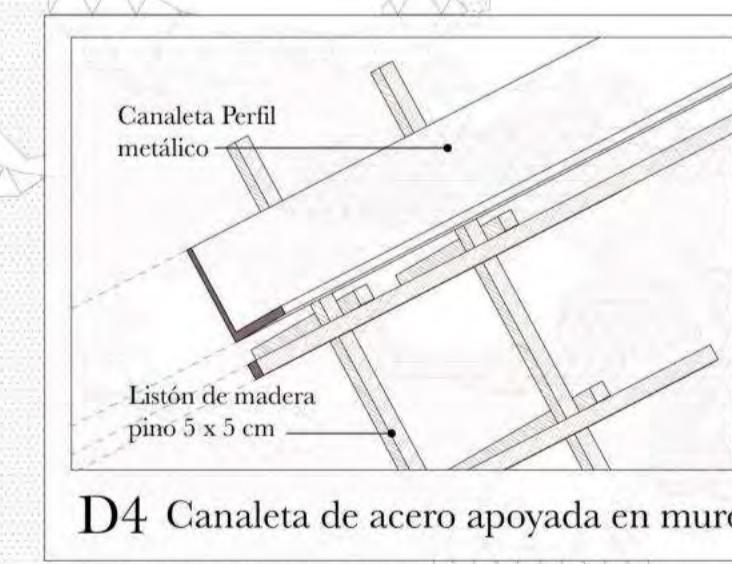 Canaleta Perfil
metálico
Listón de madera
pino 5 x 5 cm
D4 Canaleta de acero apoyada en